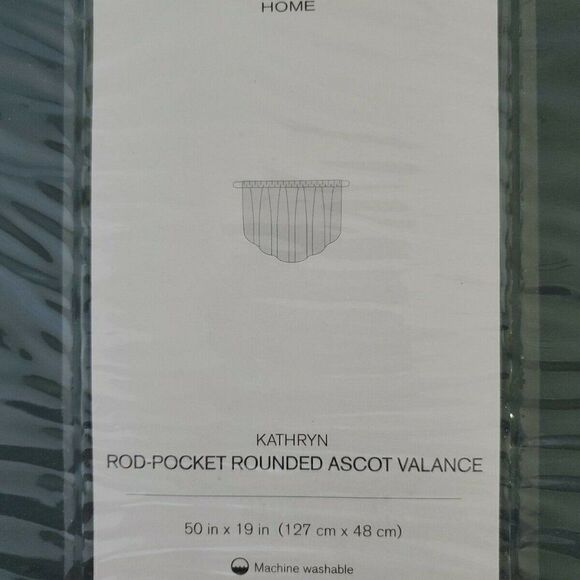 HOME
KATHRYN
ROD-POCKET ROUNDED ASCOT VALANCE
50 in x 19 in (127 cm x 48 cm)
Machine washable